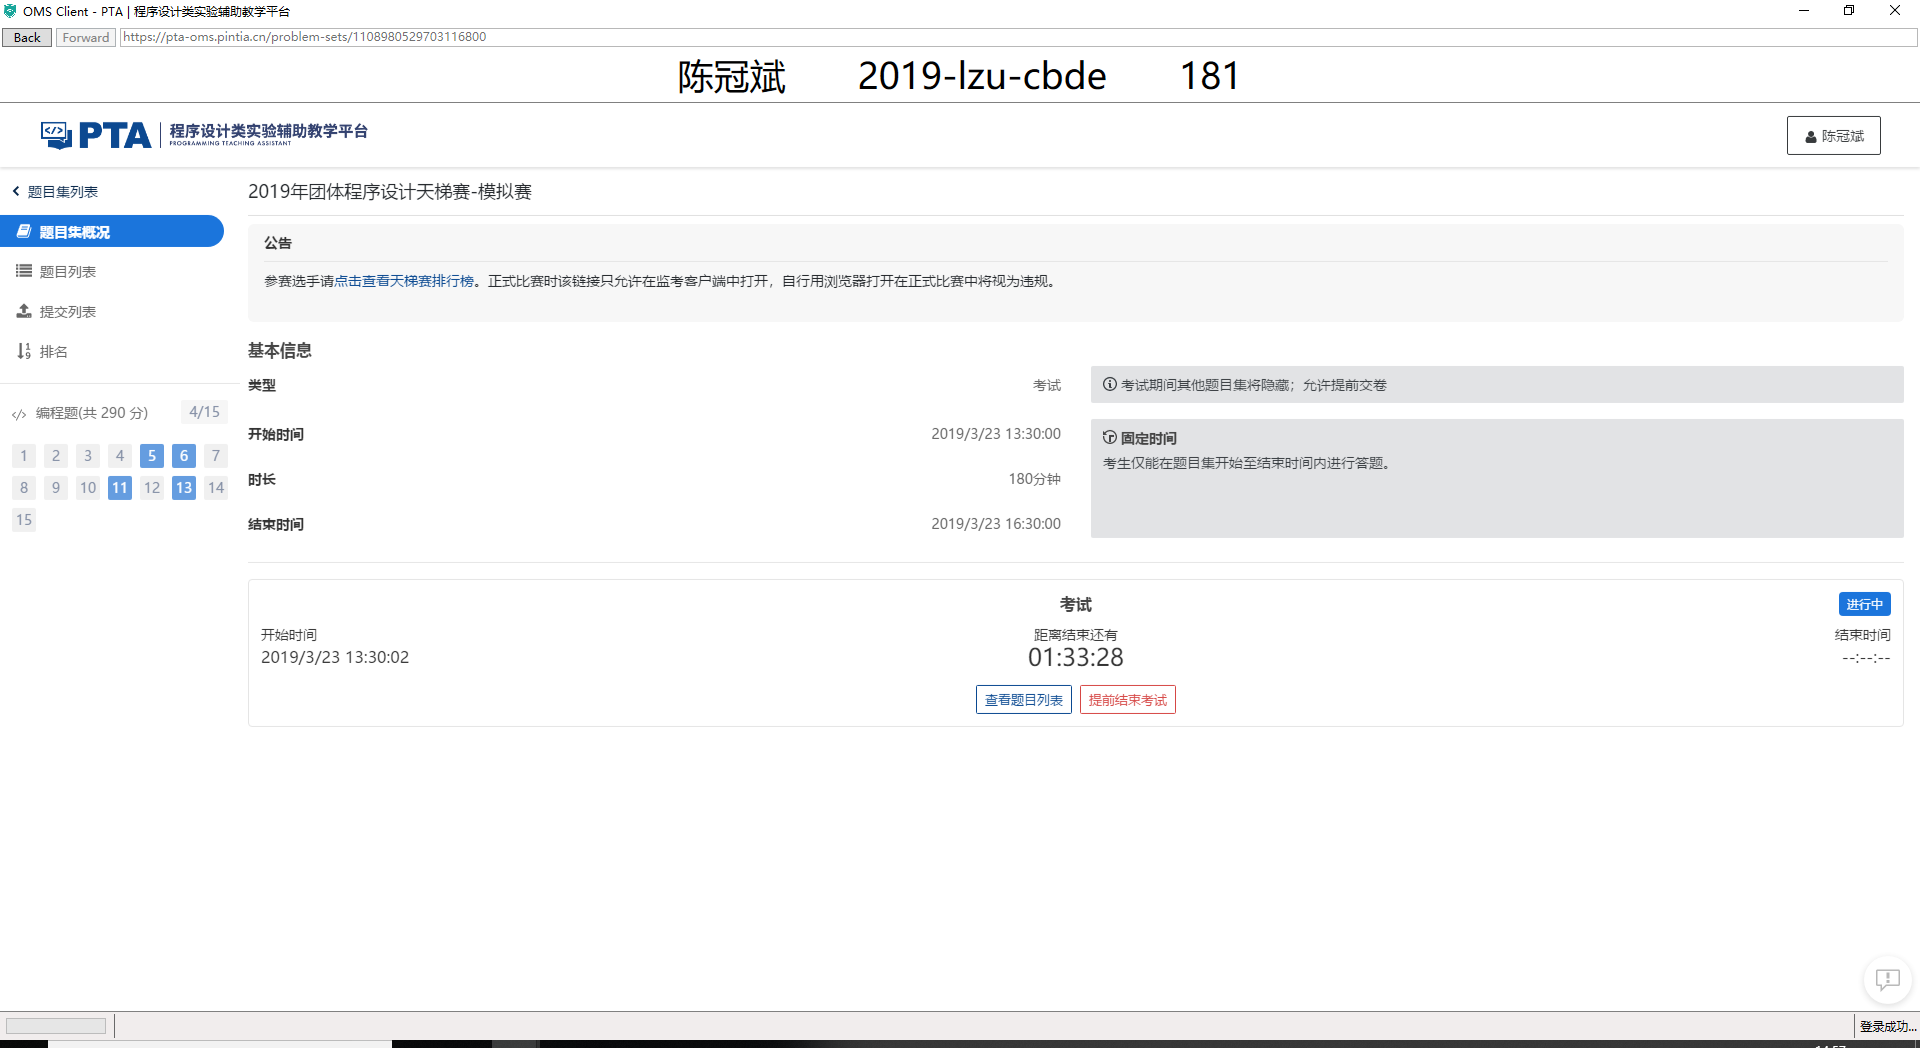 OMS Client - PTA | 程序设计类实验辅助教学平台
Back Forward https://pta-oms.pintia.cn/problem-sets/1108980529703116800
陈冠斌 2019-lzu-cbde 181
PTA 程序设计类实验辅助教学平台
PROGRAMMING TEACHING ASSISTANT
陈冠斌
题目集列表
题目集概况
题目列表
提交列表
排名
编程题(共 290 分) 4/15
1 2 3 4 5 6 7
8 9 10 11 12 13 14
15
2019年团体程序设计天梯赛-模拟赛
公告
参赛选手请点击查看天梯赛排行榜。正式比赛时该链接只允许在监考客户端中打开，自行用浏览器打开在正式比赛中将视为违规。
基本信息
类型 考试
开始时间 2019/3/23 13:30:00
时长 180分钟
结束时间 2019/3/23 16:30:00
考试期间其他题目集将隐藏；允许提前交卷
固定时间
考生仅能在题目集开始至结束时间内进行答题。
考试 进行中
开始时间 距离结束还有 结束时间
2019/3/23 13:30:02 01:33:28 --:--:--
查看题目列表 提前结束考试
登录成功...